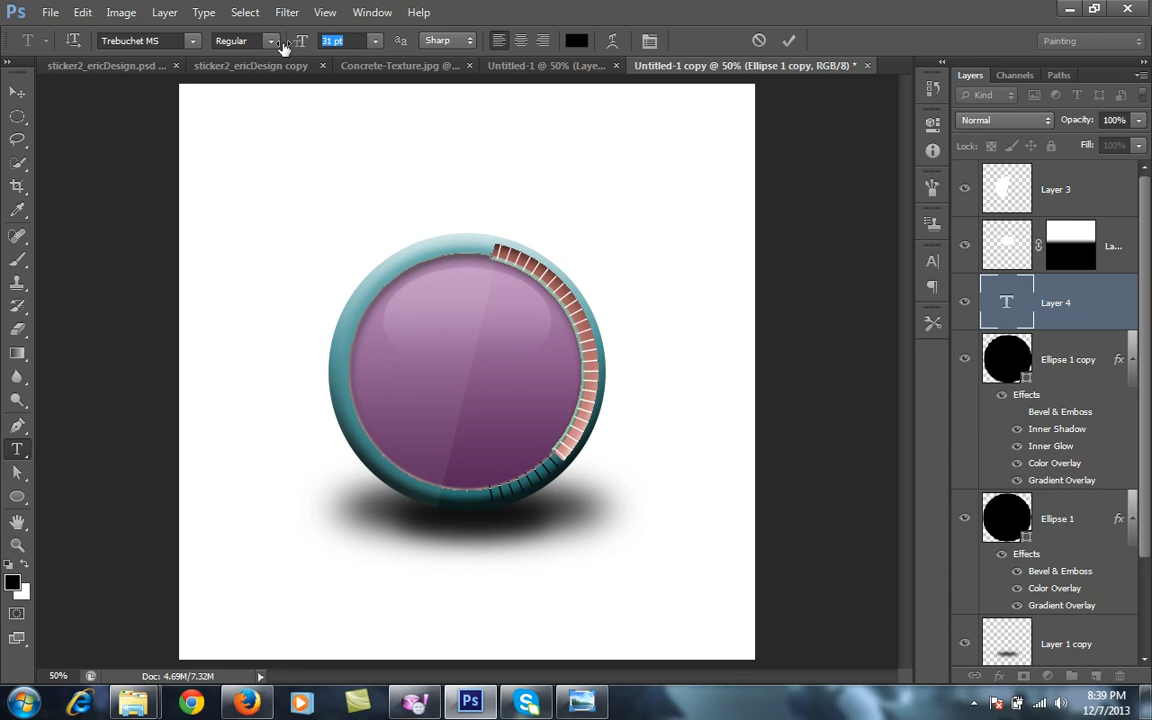 Ps File Edit Image Layer Type Select Filter View Window Help
T Trebuchet MS Regular 31 pt Sharp Painting
sticker2_ericDesign.psd ... × sticker2_ericDesign copy × Concrete-Texture.jpg @... × Untitled-1 @ 50% (Laye... × Untitled-1 copy @ 50% (Ellipse 1 copy, RGB/8) * ×
Layers Channels Paths
Kind
Normal Opacity: 100%
Lock: Fill: 100%
Layer 3
La...
T Layer 4
Ellipse 1 copy fx
Effects
Bevel & Emboss
Inner Shadow
Inner Glow
Color Overlay
Gradient Overlay
Ellipse 1 fx
Effects
Bevel & Emboss
Color Overlay
Gradient Overlay
Layer 1 copy
50% Doc: 4.69M/7.32M
8:39 PM
12/7/2013